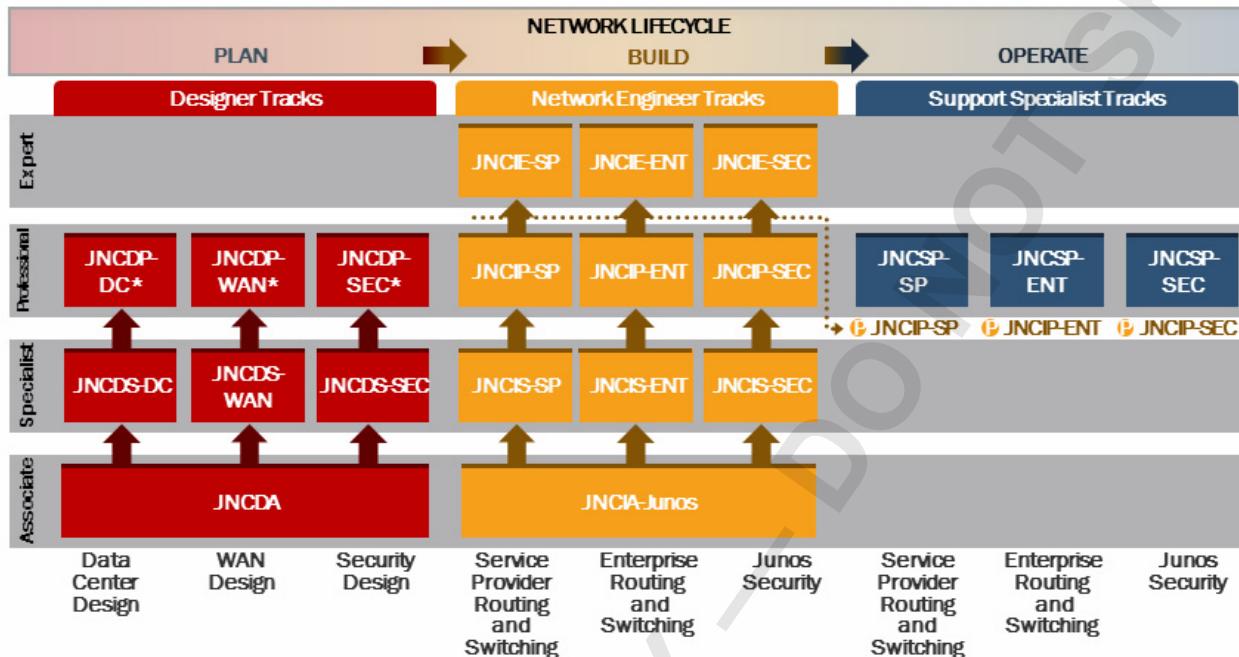 NETWORK LIFECYCLE
PLAN
BUILD
OPERATE
Designer Tracks
Network Engineer Tracks
Support Specialist Tracks
Expert
JNCIE-SP
JNCIE-ENT
JNCIE-SEC
Professional
JNCDP-
DC*
JNCDP-
WAN*
JNCDP-
SEC*
JNCIP-SP
JNCIP-ENT
JNCIP-SEC
JNCSP-
SP
JNCSP-
ENT
JNCSP-
SEC
P JNCIP-SP
P JNCIP-ENT
P JNCIP-SEC
Specialist
JNCDS-DC
JNCDS-
WAN
JNCDS-SEC
JNCIS-SP
JNCIS-ENT
JNCIS-SEC
Associate
JNCDA
JNCIA-Junos
Data
Center
Design
WAN
Design
Security
Design
Service
Provider
Routing
and
Switching
Enterprise
Routing
and
Switching
Junos
Security
Service
Provider
Routing
and
Switching
Enterprise
Routing
and
Switching
Junos
Security
DO NOT